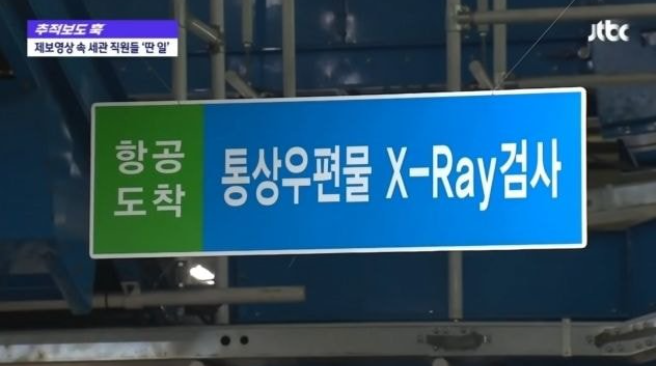 추적보도 훅
jtbc
제보영상 속 세관 직원들 '딴 일'
항공
도착
통상우편물 X-Ray검사